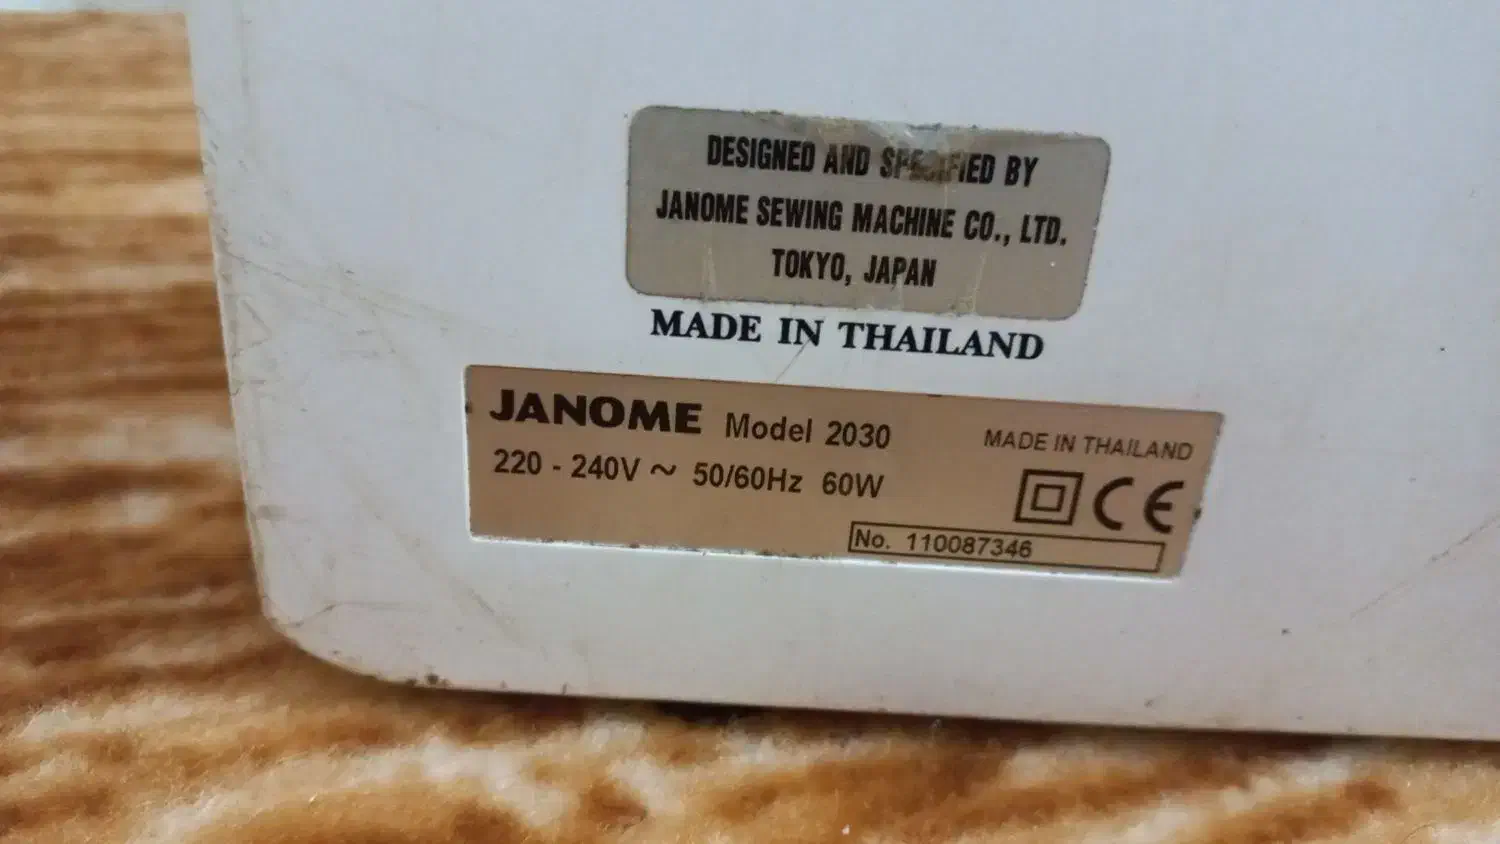 DESIGNED AND SPECIFIED BY
JANOME SEWING MACHINE CO., LTD.
TOKYO, JAPAN
MADE IN THAILAND
JANOME Model 2030 MADE IN THAILAND
220 - 240V ~ 50/60Hz 60W CE
No. 110087346